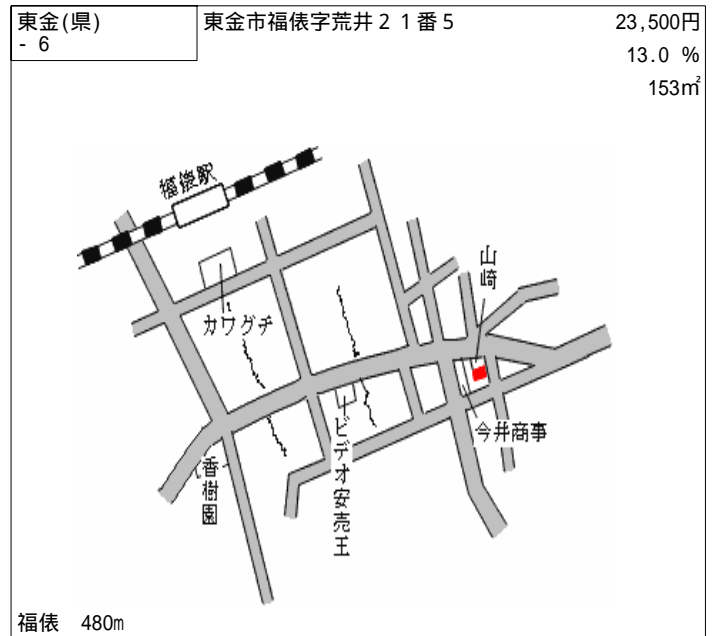 東金(県)
- 6
東金市福俵字荒井２１番５
23,500円
13.0 %
153㎡
福俵駅
カワグチ
山崎
今井商事
香樹園
ビデオ安売王
福俵 480m